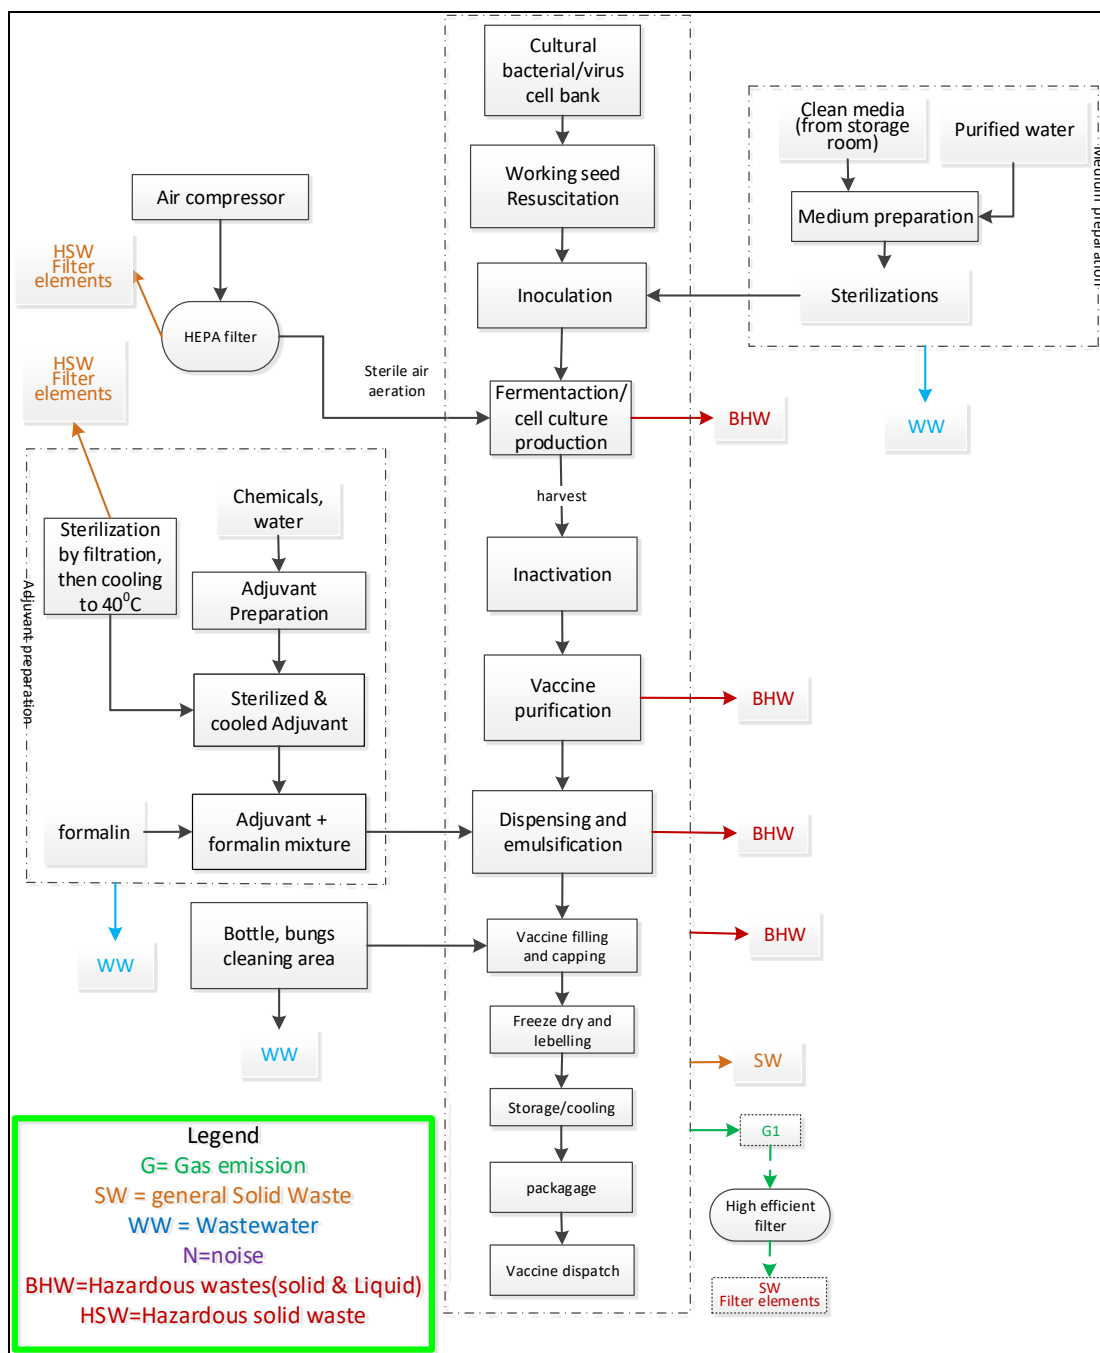 Cultural
bacterial/virus
cell bank
Clean media
(from storage
room)
Purified water
Working seed
Resuscitation
Air compressor
Medium preparation
Medium preparation
HSW
Filter
elements
Inoculation
Sterilizations
HEPA filter
HSW
Filter
elements
Sterile air
aeration
Fermentaction/
cell culture
production
BHW
WW
harvest
Chemicals,
water
Sterilization
by filtration,
then cooling
to 40⁰C
Inactivation
Adjuvant
Preparation
Adjuvant preparation
Vaccine
purification
BHW
Sterilized &
cooled Adjuvant
formalin
Adjuvant +
formalin mixture
Dispensing and
emulsification
BHW
Bottle, bungs
cleaning area
Vaccine filling
and capping
BHW
WW
Freeze dry and
labelling
WW
SW
Storage/cooling
G1
packagage
High efficient
filter
Vaccine dispatch
SW
Filter elements
Legend
G= Gas emission
SW = general Solid Waste
WW = Wastewater
N=noise
BHW=Hazardous wastes(solid & Liquid)
HSW=Hazardous solid waste